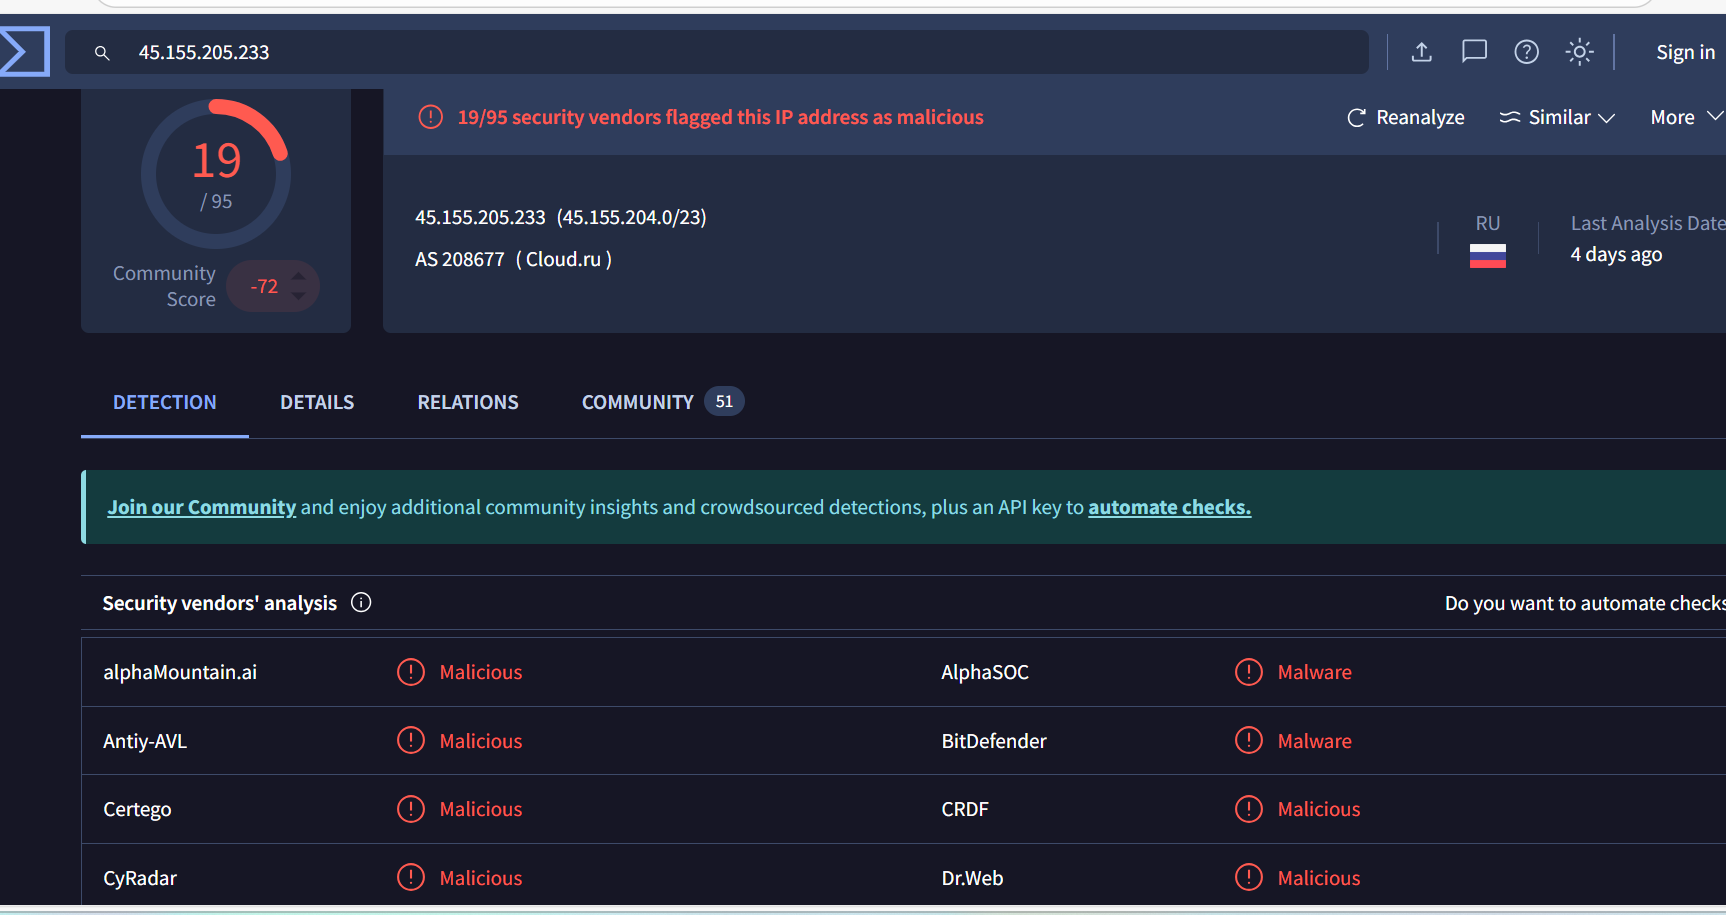 45.155.205.233
Sign in
19
/ 95
Community
Score
-72
19/95 security vendors flagged this IP address as malicious
Reanalyze
Similar
More
45.155.205.233 (45.155.204.0/23)
AS 208677 ( Cloud.ru )
RU
Last Analysis Date
4 days ago
DETECTION
DETAILS
RELATIONS
COMMUNITY
51
Join our Community and enjoy additional community insights and crowdsourced detections, plus an API key to automate checks.
Security vendors' analysis
Do you want to automate checks
alphaMountain.ai
Malicious
AlphaSOC
Malware
Antiy-AVL
Malicious
BitDefender
Malware
Certego
Malicious
CRDF
Malicious
CyRadar
Malicious
Dr.Web
Malicious